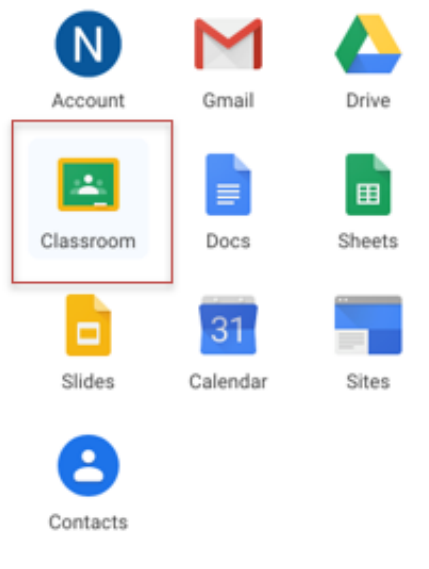 N
Account Gmail Drive
Classroom Docs Sheets
31
Slides Calendar Sites
Contacts